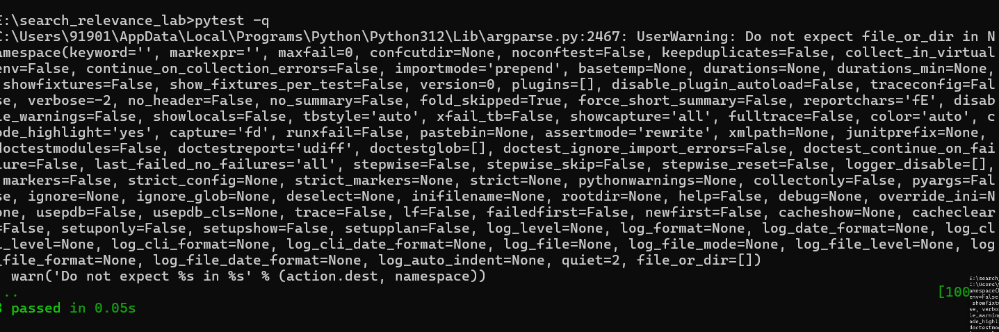 E:\search_relevance_lab>pytest -q
C:\Users\91901\AppData\Local\Programs\Python\Python312\Lib\argparse.py:2467: UserWarning: Do not expect file_or_dir in N
amespace(keyword='', markexpr='', maxfail=0, confcutdir=None, noconftest=False, keepduplicates=False, collect_in_virtual
env=False, continue_on_collection_errors=False, importmode='prepend', basetemp=None, durations=None, durations_min=None,
showfixtures=False, show_fixtures_per_test=False, version=0, plugins=[], disable_plugin_autoload=False, traceconfig=Fal
se, verbose=-2, no_header=False, no_summary=False, fold_skipped=True, force_short_summary=False, reportchars='fE', disab
le_warnings=False, showlocals=False, tbstyle='auto', xfail_tb=False, showcapture='all', fulltrace=False, color='auto', c
ode_highlight='yes', capture='fd', runxfail=False, pastebin=None, assertmode='rewrite', xmlpath=None, junitprefix=None,
doctestmodules=False, doctestreport='udiff', doctestglob=[], doctest_ignore_import_errors=False, doctest_continue_on_fai
lure=False, last_failed_no_failures='all', stepwise=False, stepwise_skip=False, stepwise_reset=False, logger_disable=[],
markers=False, strict_config=None, strict_markers=None, strict=None, pythonwarnings=None, collectonly=False, pyargs=Fal
se, ignore=None, ignore_glob=None, deselect=None, inifilename=None, rootdir=None, help=False, debug=None, override_ini=N
one, usepdb=False, usepdb_cls=None, trace=False, lf=False, failedfirst=False, newfirst=False, cacheshow=None, cacheclear
=False, setuponly=False, setupshow=False, setupplan=False, log_level=None, log_format=None, log_date_format=None, log_cl
i_level=None, log_cli_format=None, log_cli_date_format=None, log_file=None, log_file_mode=None, log_file_level=None, log
_file_format=None, log_file_date_format=None, log_auto_indent=None, quiet=2, file_or_dir=[])
warn('Do not expect %s in %s' % (action.dest, namespace))
.. [100
passed in 0.05s